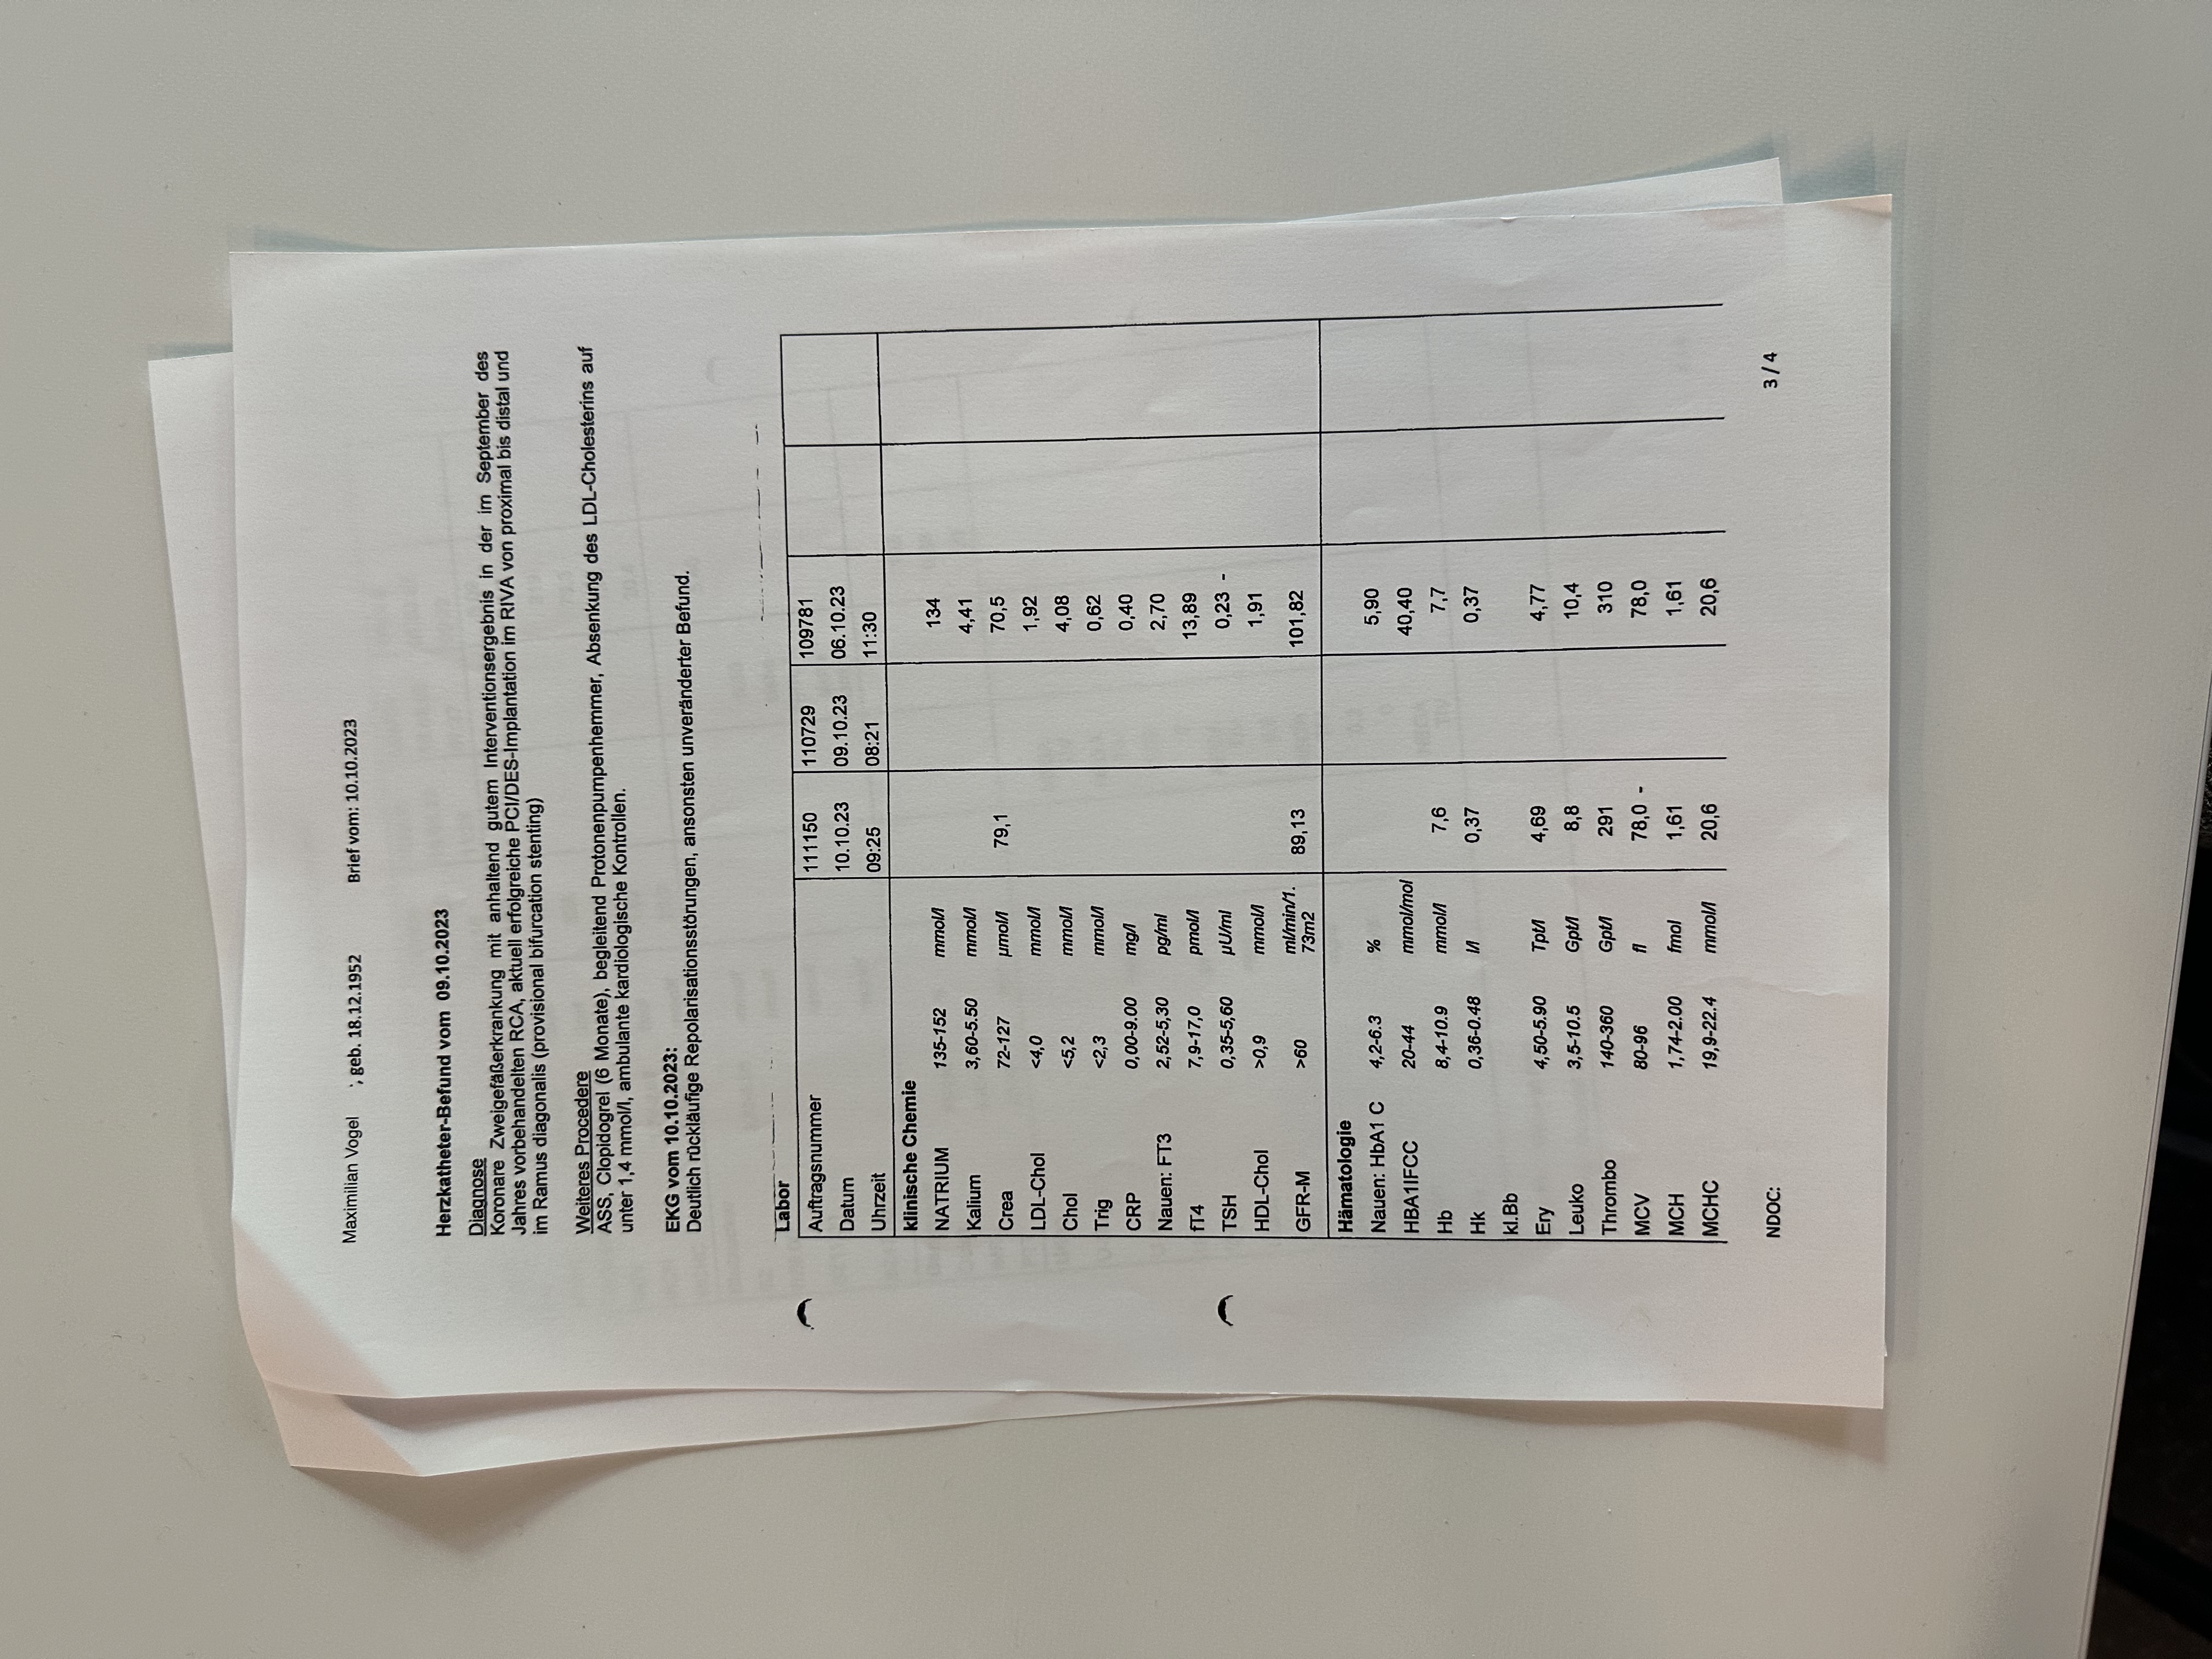 Maximilian Vogel , geb. 18.12.1952 Brief vom: 10.10.2023
Herzkatheter-Befund vom 09.10.2023
Diagnose
Koronare Zweigefäßerkrankung mit anhaltend gutem Interventionsergebnis in der im September des
Jahres vorbehandelten RCA, aktuell erfolgreiche PCI/DES-Implantation im RIVA von proximal bis distal und
im Ramus diagonalis (provisional bifurcation stenting)
Weiteres Procedere
ASS, Clopidogrel (6 Monate), begleitend Protonenpumpenhemmer, Absenkung des LDL-Cholesterins auf
unter 1,4 mmol/l, ambulante kardiologische Kontrollen.
EKG vom 10.10.2023:
Deutlich rückläufige Repolarisationsstörungen, ansonsten unveränderter Befund.
Labor
Auftragsnummer 111150 110729 109781
Datum 10.10.23 09.10.23 06.10.23
Uhrzeit 09:25 08:21 11:30
klinische Chemie
NATRIUM 135-152 mmol/l 134
Kalium 3,60-5.50 mmol/l 4,41
Crea 72-127 µmol/l 79,1 70,5
LDL-Chol <4,0 mmol/l 1,92
Chol <5,2 mmol/l 4,08
Trig <2,3 mmol/l 0,62
CRP 0,00-9.00 mg/l 0,40
Nauen: FT3 2,52-5,30 pg/ml 2,70
fT4 7,9-17,0 pmol/l 13,89
TSH 0,35-5,60 µU/ml 0,23 -
HDL-Chol >0,9 mmol/l 1,91
GFR-M >60 ml/min/1. 89,13 101,82
73m2
Hämatologie
Nauen: HbA1 C 4,2-6.3 % 5,90
HBA1IFCC 20-44 mmol/mol 40,40
Hb 8,4-10.9 mmol/l 7,6 7,7
Hk 0,36-0.48 l/l 0,37 0,37
kl.Bb
Ery 4,50-5.90 Tpt/l 4,69 4,77
Leuko 3,5-10.5 Gpt/l 8,8 10,4
Thrombo 140-360 Gpt/l 291 310
MCV 80-96 fl 78,0 - 78,0
MCH 1,74-2.00 fmol 1,61 1,61
MCHC 19,9-22.4 mmol/l 20,6 20,6
NDOC: 3 / 4